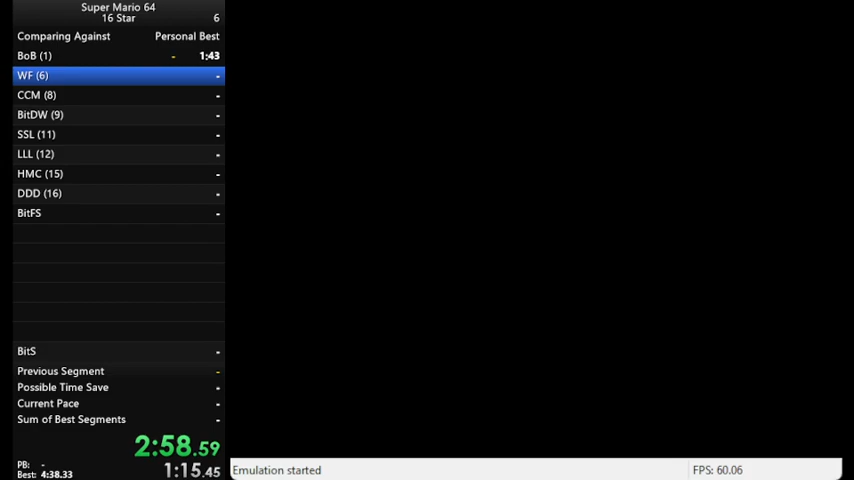 Super Mario 64
16 Star 6
Comparing Against Personal Best
BoB (1) - 1:43
WF (6) -
CCM (8) -
BitDW (9) -
SSL (11) -
LLL (12) -
HMC (15) -
DDD (16) -
BitFS -
BitS -
Previous Segment -
Possible Time Save -
Current Pace -
Sum of Best Segments -
2:58.59
PB: -
Best: 4:38.33 1:15.45
Emulation started FPS: 60.06